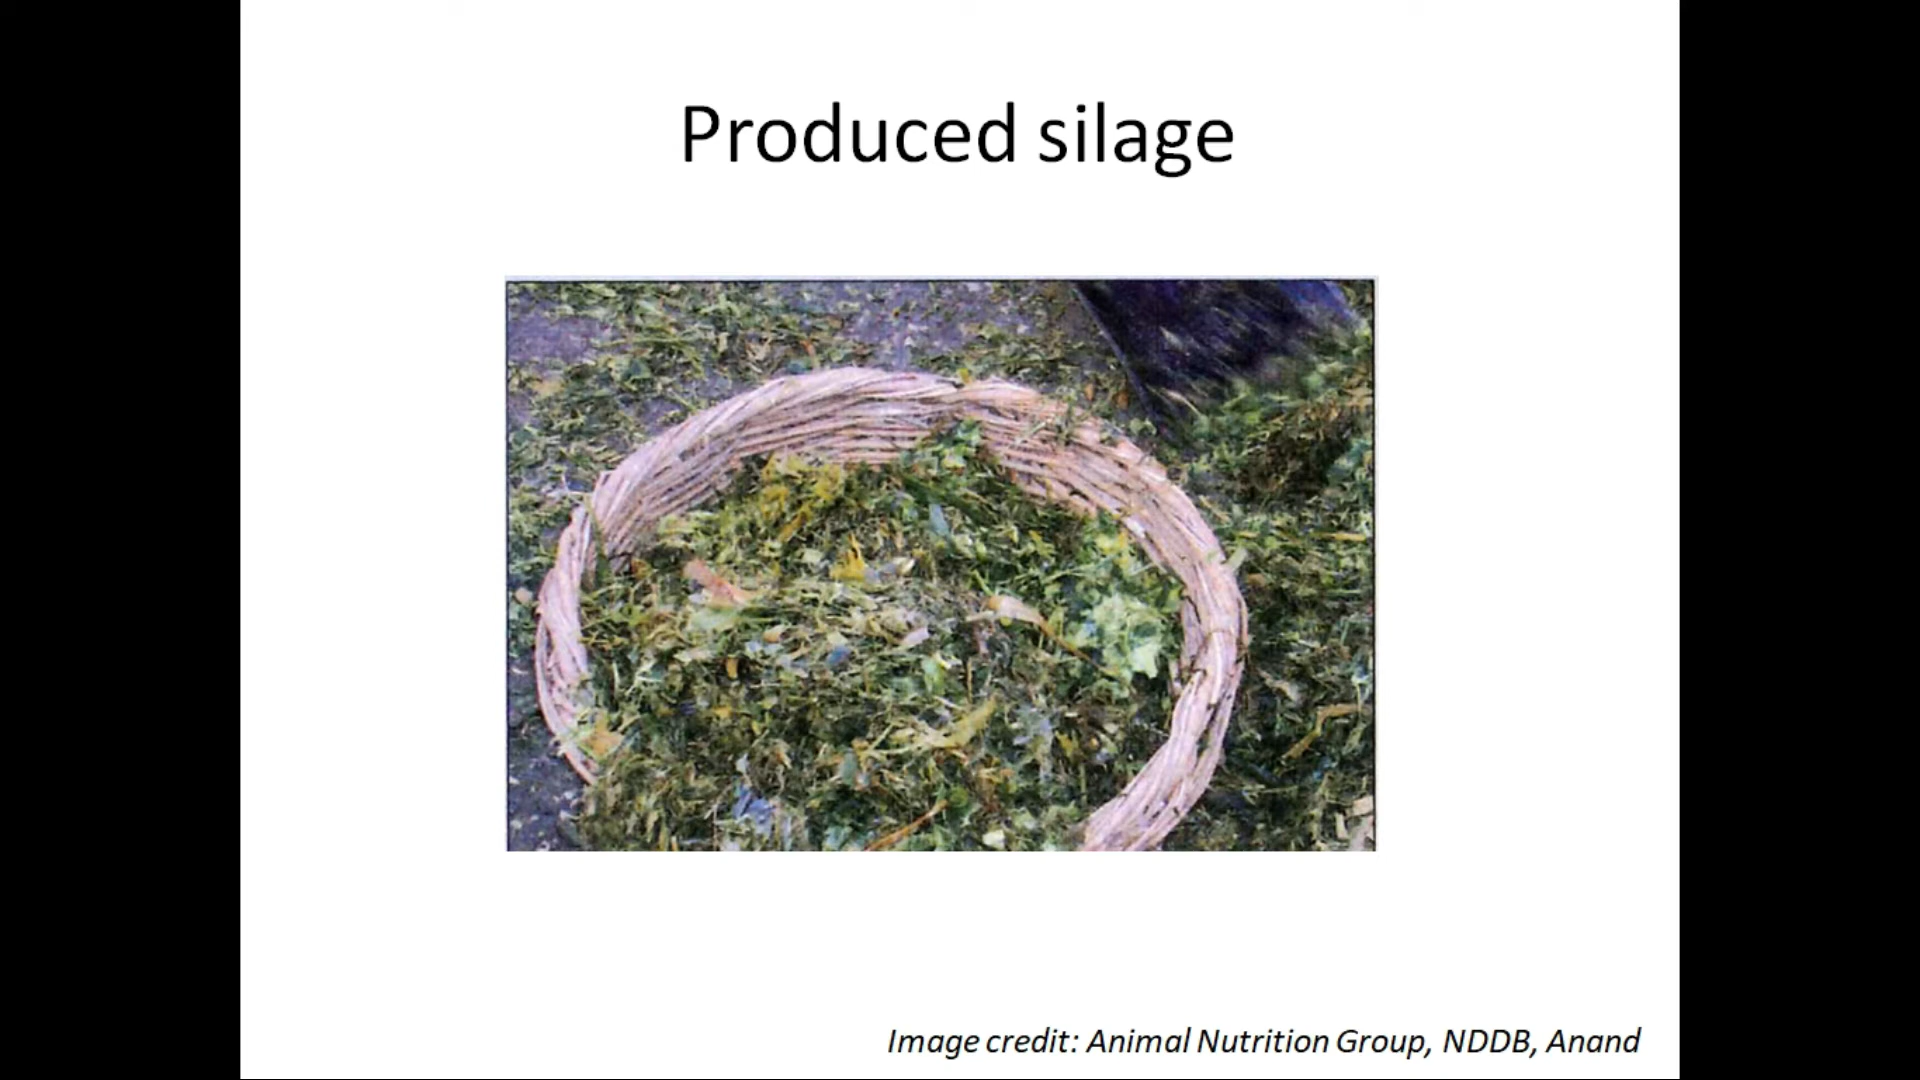 Produced silage
Image credit: Animal Nutrition Group, NDDB, Anand